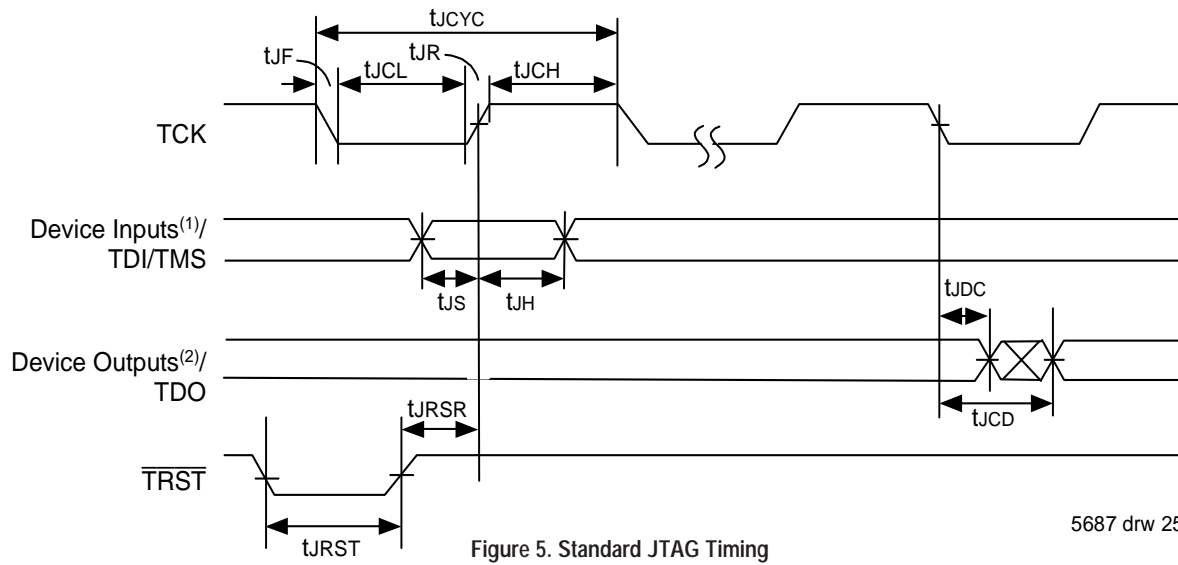 tJCYC
tJF
tJR
tJCL
tJCH
TCK
Device Inputs(1)/
TDI/TMS
tJS
tJH
tJDC
Device Outputs(2)/
TDO
tJRSR
tJCD
TRST
tJRST
5687 drw 25
Figure 5. Standard JTAG Timing